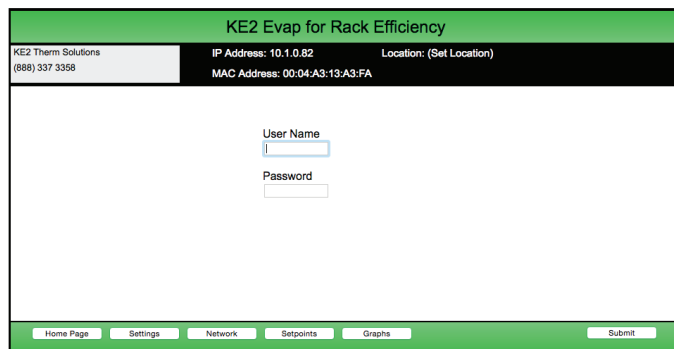 KE2 Evap for Rack Efficiency
KE2 Therm Solutions
(888) 337 3358
IP Address: 10.1.0.82 Location: (Set Location)
MAC Address: 00:04:A3:13:A3:FA
User Name
Password
Home Page Settings Network Setpoints Graphs Submit